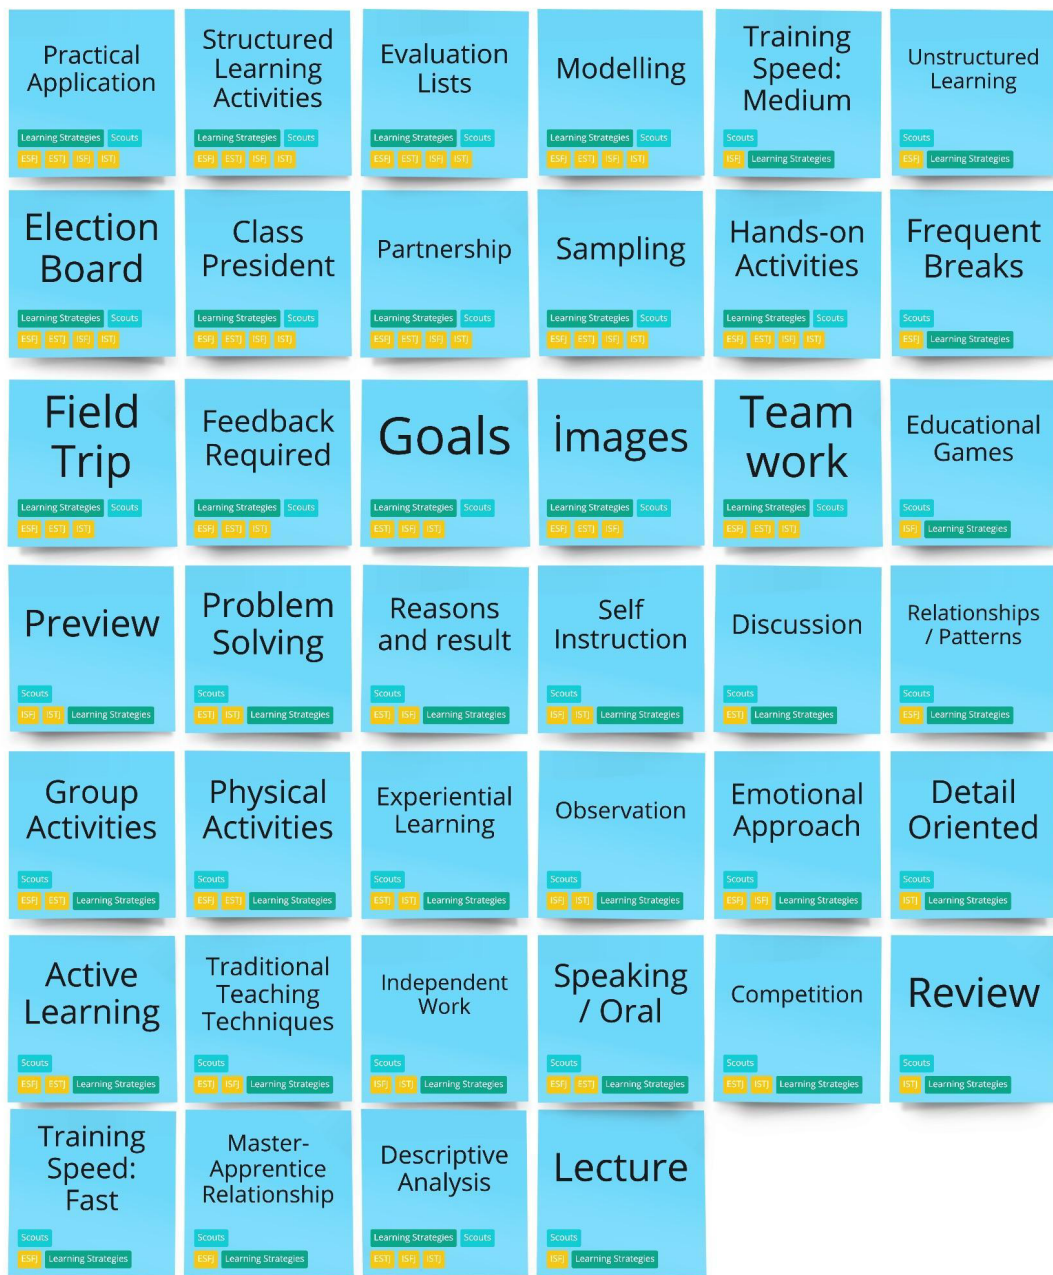 Practical
Application
Learning Strategies Scouts
ESFJ ESTJ ISFJ ISTJ
Structured
Learning
Activities
Learning Strategies Scouts
ESFJ ESTJ ISFJ ISTJ
Evaluation
Lists
Learning Strategies Scouts
ESFJ ESTJ ISFJ ISTJ
Modelling
Learning Strategies Scouts
ESFJ ESTJ ISFJ ISTJ
Training
Speed:
Medium
Scouts
ISFJ Learning Strategies
Unstructured
Learning
Scouts
ESFJ Learning Strategies
Election
Board
Learning Strategies Scouts
ESFJ ESTJ ISFJ ISTJ
Class
President
Learning Strategies Scouts
ESFJ ESTJ ISFJ ISTJ
Partnership
Learning Strategies Scouts
ESFJ ESTJ ISFJ ISTJ
Sampling
Learning Strategies Scouts
ESFJ ESTJ ISFJ ISTJ
Hands-on
Activities
Learning Strategies Scouts
ESFJ ESTJ ISFJ ISTJ
Frequent
Breaks
Scouts
ESFJ Learning Strategies
Field
Trip
Learning Strategies Scouts
ESFJ ESTJ ISTJ
Feedback
Required
Learning Strategies Scouts
ESFJ ESTJ ISTJ
Goals
Learning Strategies Scouts
ESTJ ISFJ ISTJ
İmages
Learning Strategies Scouts
ESFJ ESTJ ISFJ
Team
work
Learning Strategies Scouts
ESFJ ESTJ ISTJ
Educational
Games
Scouts
ISFJ Learning Strategies
Preview
Scouts
ISFJ ISTJ Learning Strategies
Problem
Solving
Scouts
ESTJ ISTJ Learning Strategies
Reasons
and result
Scouts
ESTJ ISFJ Learning Strategies
Self
Instruction
Scouts
ISFJ ISTJ Learning Strategies
Discussion
Scouts
ESTJ Learning Strategies
Relationships
/ Patterns
Scouts
ESFJ Learning Strategies
Group
Activities
Scouts
ESFJ ESTJ Learning Strategies
Physical
Activities
Scouts
ESFJ ESTJ Learning Strategies
Experiential
Learning
Scouts
ESTJ ISTJ Learning Strategies
Observation
Scouts
ISFJ ISTJ Learning Strategies
Emotional
Approach
Scouts
ESFJ ISFJ Learning Strategies
Detail
Oriented
Scouts
ISTJ Learning Strategies
Active
Learning
Scouts
ESFJ ESTJ Learning Strategies
Traditional
Teaching
Techniques
Scouts
ESTJ ISFJ Learning Strategies
Independent
Work
Scouts
ISFJ ISTJ Learning Strategies
Speaking
/ Oral
Scouts
ESFJ ESTJ Learning Strategies
Competition
Scouts
ESTJ ISTJ Learning Strategies
Review
Scouts
ISTJ Learning Strategies
Training
Speed:
Fast
Scouts
ESFJ Learning Strategies
Master-
Apprentice
Relationship
Scouts
ESFJ Learning Strategies
Descriptive
Analysis
Learning Strategies Scouts
ESTJ ISFJ ISTJ
Lecture
Scouts
ISFJ Learning Strategies